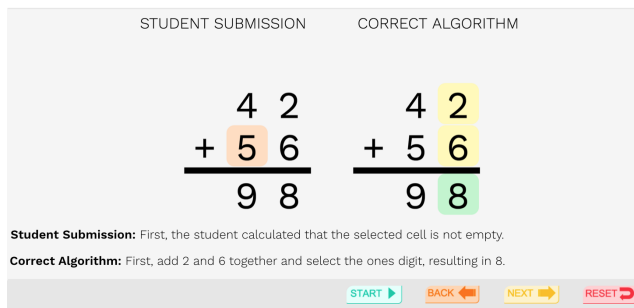 STUDENT SUBMISSION CORRECT ALGORITHM
4 2 4 2
+ 5 6 + 5 6
9 8 9 8
Student Submission: First, the student calculated that the selected cell is not empty.
Correct Algorithm: First, add 2 and 6 together and select the ones digit, resulting in 8.
START BACK NEXT RESET